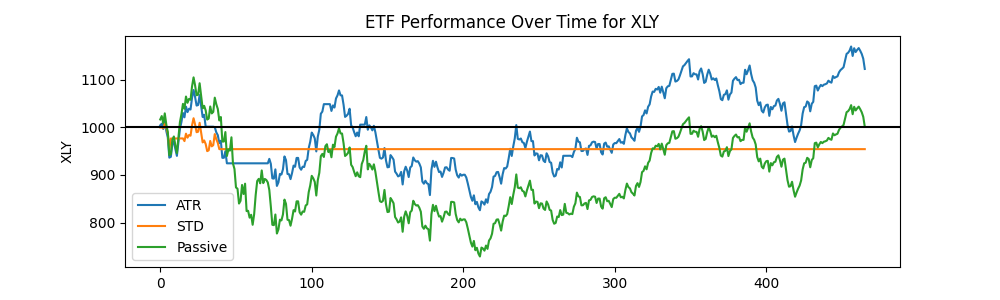 ETF Performance Over Time for XLY
XLY
1100
1000
900
800
ATR
STD
Passive
0 100 200 300 400